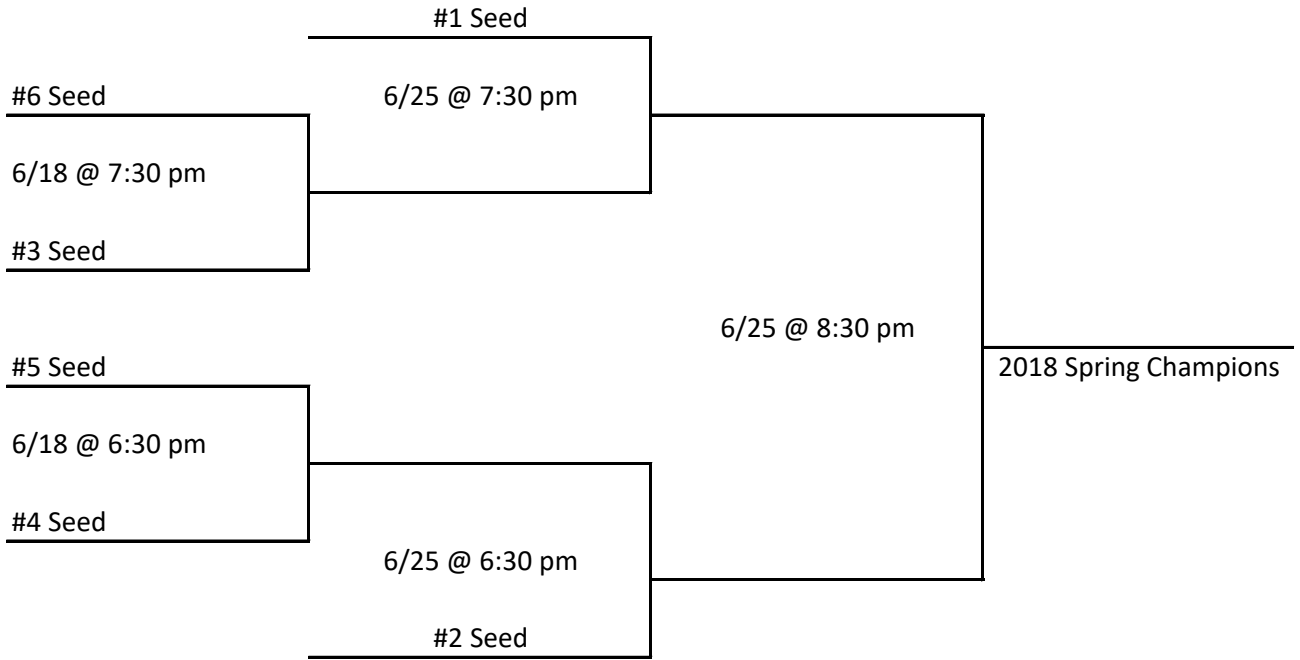 #1 Seed
#6 Seed
6/25 @ 7:30 pm
6/18 @ 7:30 pm
#3 Seed
6/25 @ 8:30 pm
#5 Seed
2018 Spring Champions
6/18 @ 6:30 pm
#4 Seed
6/25 @ 6:30 pm
#2 Seed